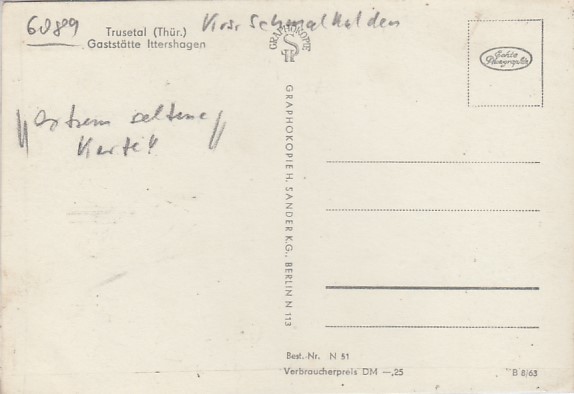 60899
Krs. Schmalkalden
Trusetal (Thür.)
Gaststätte Ittershagen
GRAPHOKOPIE
Echte
Photographie
"extrem seltene
Karte"
GRAPHOKOPIE H. SANDER K.G., BERLIN N 113
Best.-Nr. N 51
Verbraucherpreis DM —,25
B 8/63